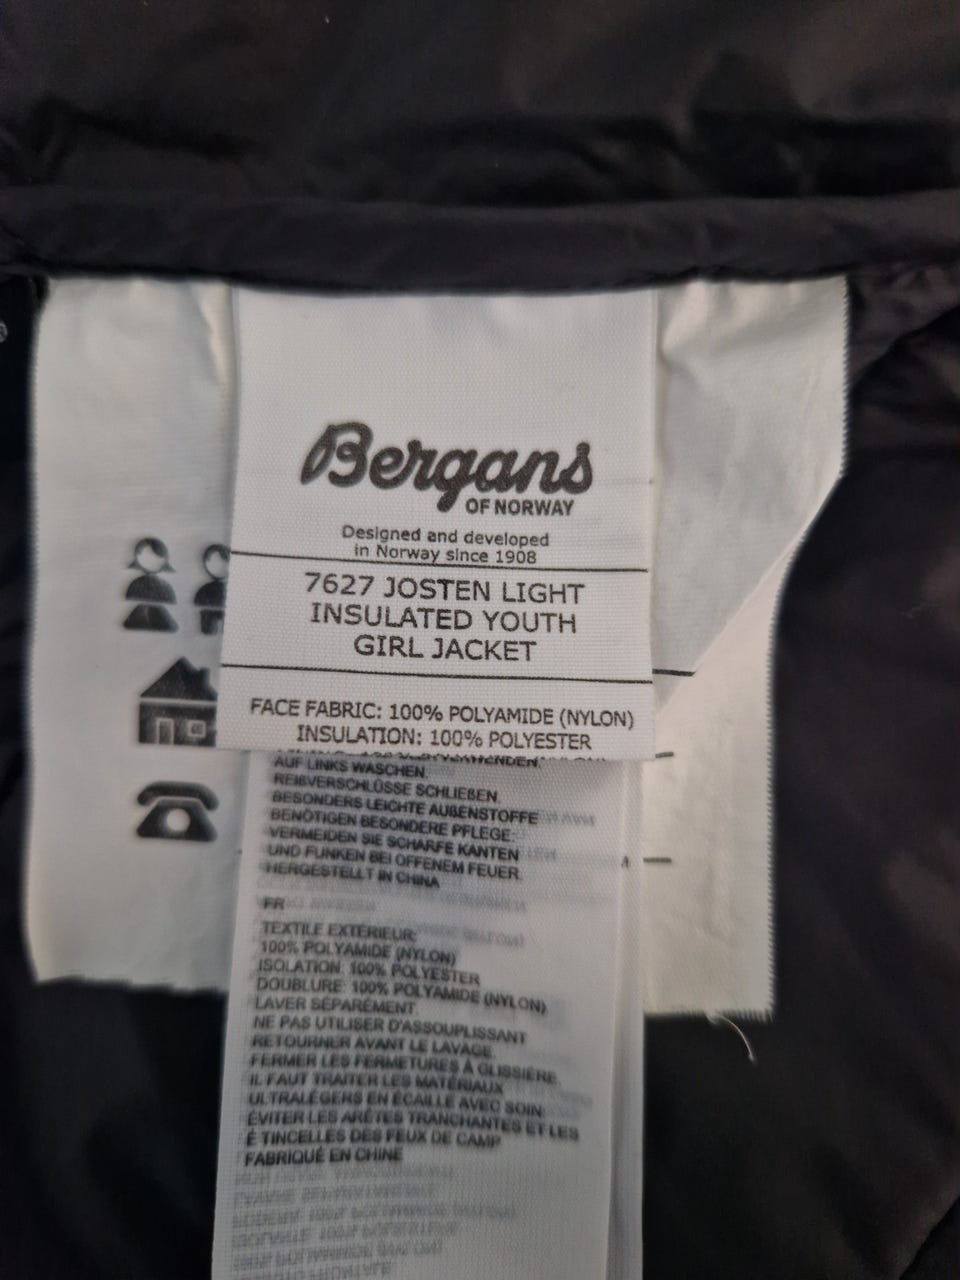 Bergans
OF NORWAY
Designed and developed
in Norway since 1908
7627 JOSTEN LIGHT
INSULATED YOUTH
GIRL JACKET
FACE FABRIC: 100% POLYAMIDE (NYLON)
INSULATION: 100% POLYESTER
AUF LINKS WASCHEN.
REIßVERSCHLÜSSE SCHLIEßEN.
BESONDERS LEICHTE AUßENSTOFFE
BENÖTIGEN BESONDERE PFLEGE:
VERMEIDEN SIE SCHARFE KANTEN
UND FUNKEN BEI OFFENEM FEUER.
HERGESTELLT IN CHINA
FR
TEXTILE EXTÉRIEUR:
100% POLYAMIDE (NYLON)
ISOLATION: 100% POLYESTER
DOUBLURE: 100% POLYAMIDE (NYLON)
LAVER SÉPARÉMENT.
NE PAS UTILISER D'ASSOUPLISSANT
RETOURNER AVANT LE LAVAGE.
FERMER LES FERMETURES À GLISSIÈRE.
IL FAUT TRAITER LES MATÉRIAUX
ULTRALÉGERS EN ÉCAILLE AVEC SOIN:
ÉVITER LES ARÊTES TRANCHANTES ET LES
É TINCELLES DES FEUX DE CAMP
FABRIQUÉ EN CHINE